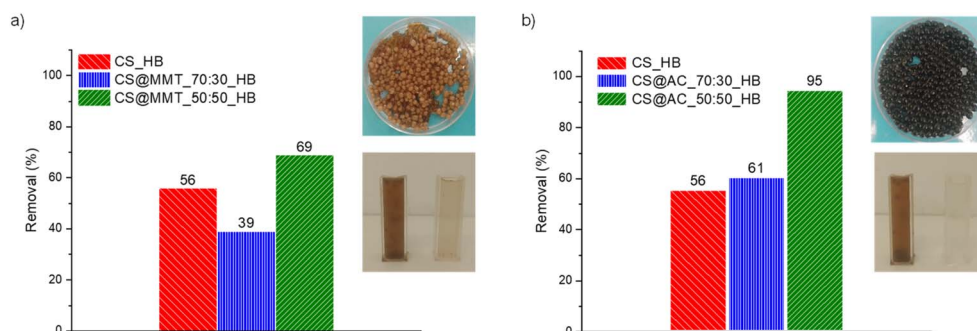 a)
100
80
60
40
20
0
Removal (%)
CS_HB
CS@MMT_70:30_HB
CS@MMT_50:50_HB
56
39
69
b)
100
80
60
40
20
0
Removal (%)
CS_HB
CS@AC_70:30_HB
CS@AC_50:50_HB
56
61
95